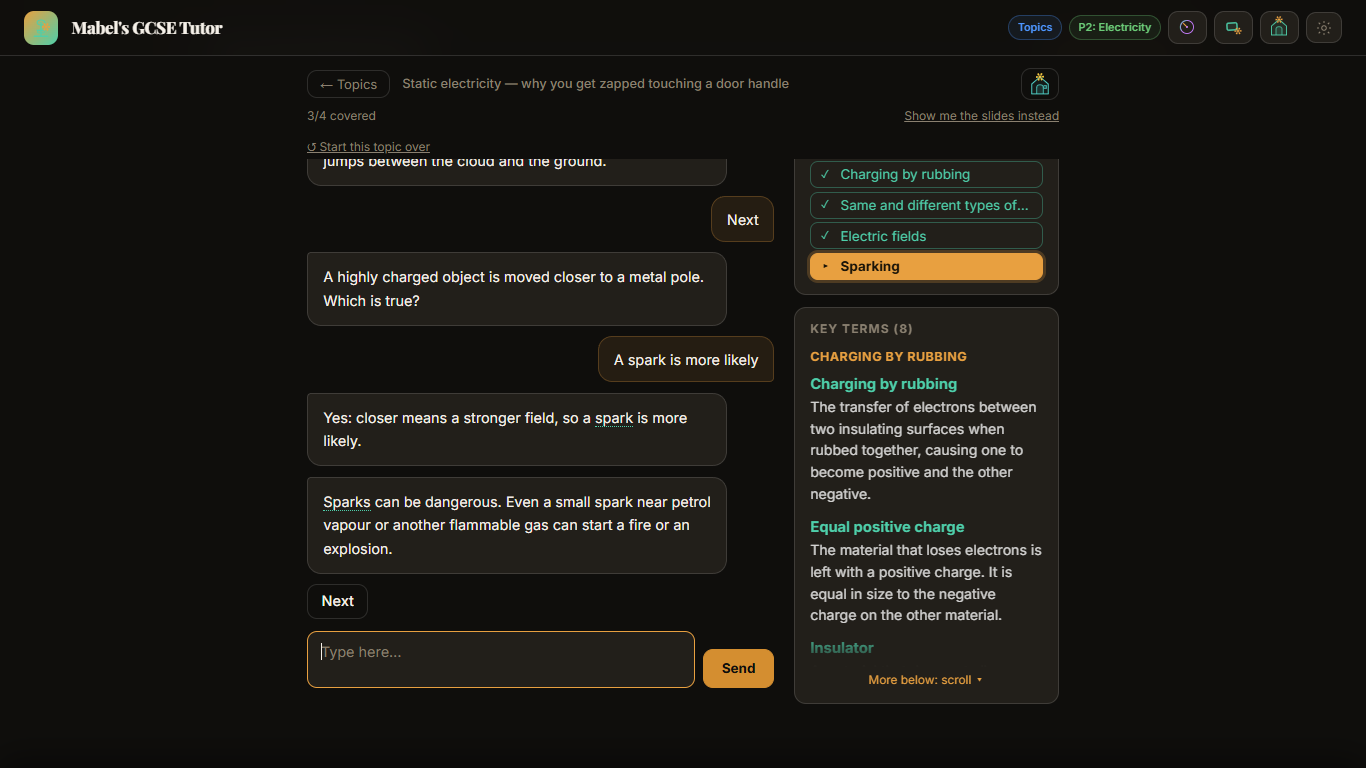 Mabel's GCSE Tutor
Topics
P2: Electricity
← Topics
Static electricity — why you get zapped touching a door handle
3/4 covered
Show me the slides instead
↺ Start this topic over
jumps between the cloud and the ground.
Next
A highly charged object is moved closer to a metal pole.
Which is true?
A spark is more likely
Yes: closer means a stronger field, so a spark is more
likely.
Sparks can be dangerous. Even a small spark near petrol
vapour or another flammable gas can start a fire or an
explosion.
Next
Type here...
Send
✓ Charging by rubbing
✓ Same and different types of...
✓ Electric fields
▸ Sparking
KEY TERMS (8)
CHARGING BY RUBBING
Charging by rubbing
The transfer of electrons between
two insulating surfaces when
rubbed together, causing one to
become positive and the other
negative.
Equal positive charge
The material that loses electrons is
left with a positive charge. It is
equal in size to the negative
charge on the other material.
Insulator
More below: scroll ▾